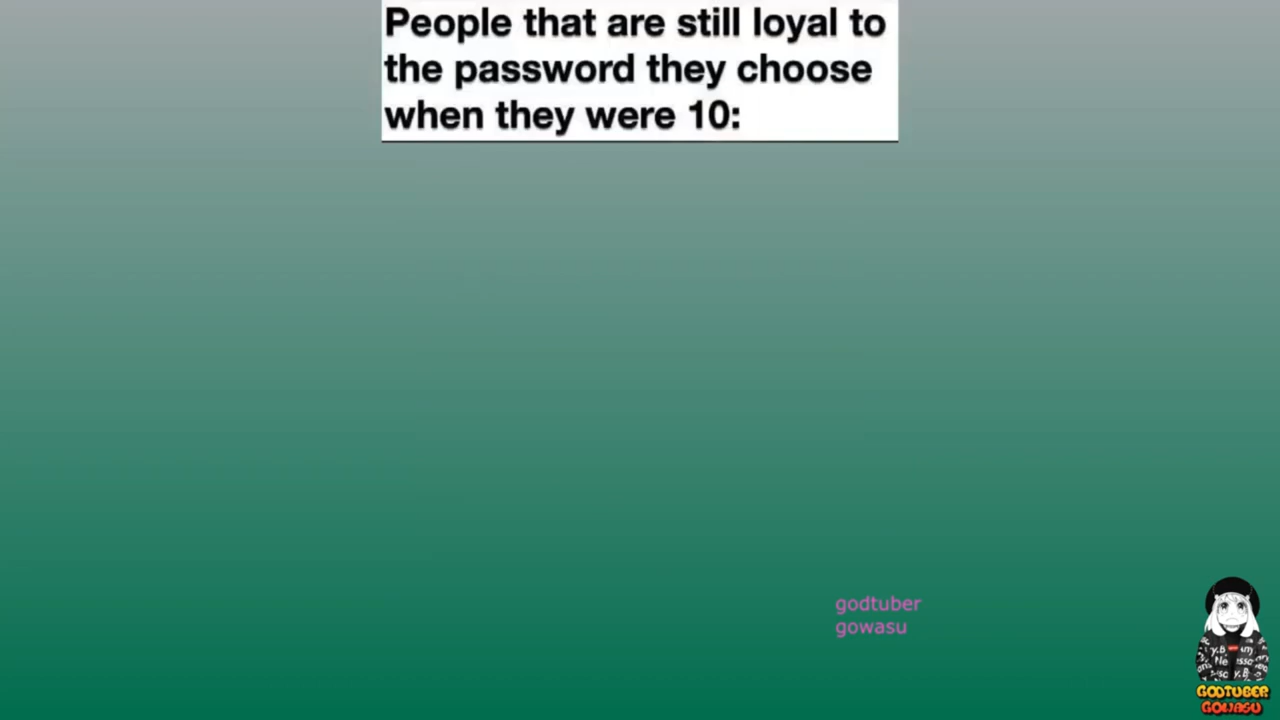 People that are still loyal to
the password they choose
when they were 10:
godtuber
gowasu
GODTUBER
GOWASU